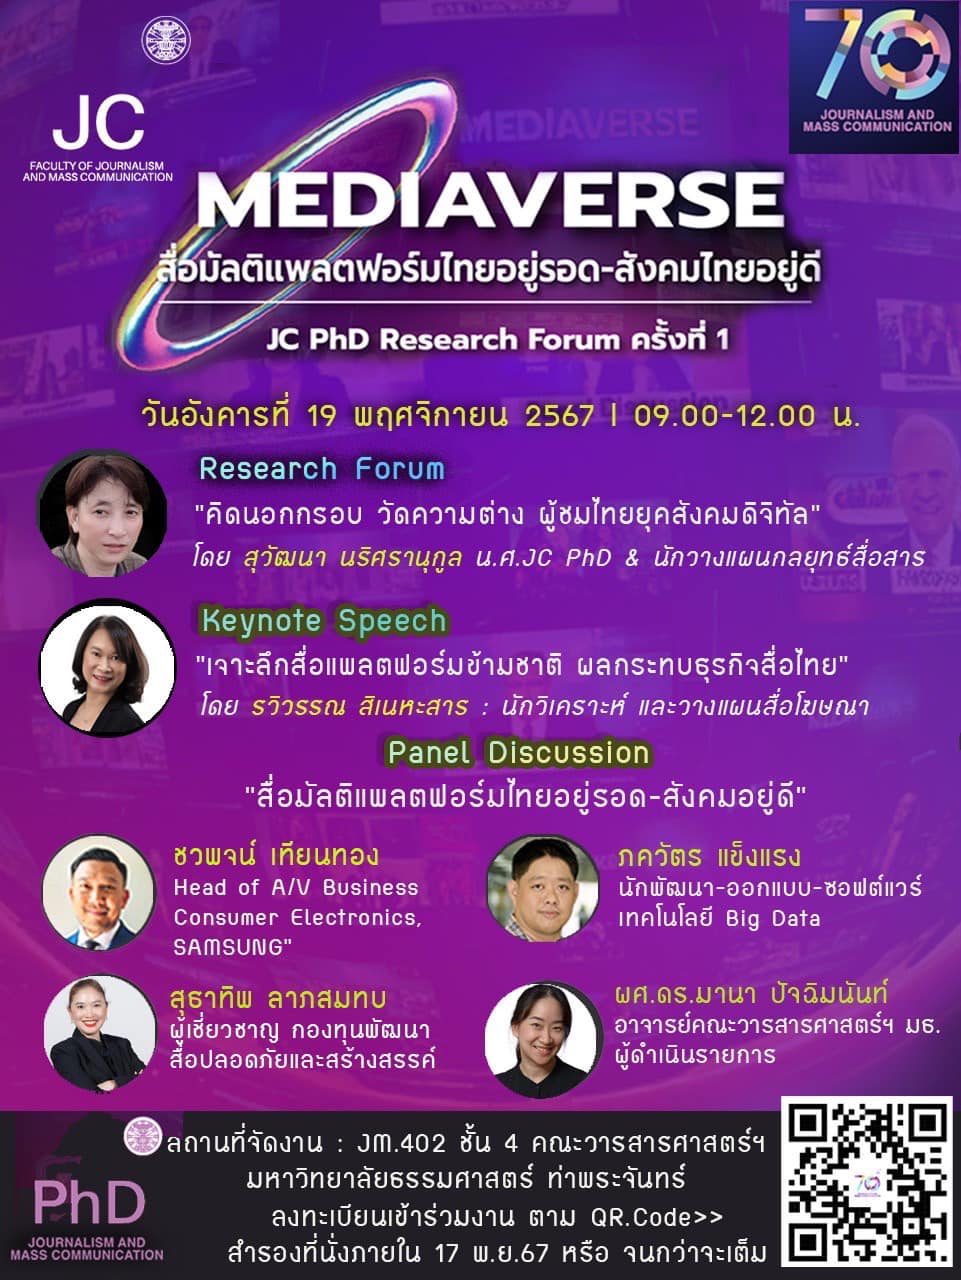 JC
FACULTY OF JOURNALISM
AND MASS COMMUNICATION
70
JOURNALISM AND
MASS COMMUNICATION
MEDIAVERSE
MEDIAVERSE
สื่อมัลติแพลตฟอร์มไทยอยู่รอด-สังคมไทยอยู่ดี
JC PhD Research Forum ครั้งที่ 1
วันอังคารที่ 19 พฤศจิกายน 2567 | 09.00-12.00 น.
Research Forum
"คิดนอกกรอบ วัดความต่าง ผู้ชมไทยยุคสังคมดิจิทัล"
โดย สุวัฒนา นริศรานุกูล น.ศ.JC PhD & นักวางแผนกลยุทธ์สื่อสาร
Keynote Speech
"เจาะลึกสื่อแพลตฟอร์มข้ามชาติ ผลกระทบธุรกิจสื่อไทย"
โดย รวิวรรณ สิเนหะสาร : นักวิเคราะห์ และวางแผนสื่อโฆษณา
Panel Discussion
"สื่อมัลติแพลตฟอร์มไทยอยู่รอด-สังคมอยู่ดี"
ชวพจน์ เทียนทอง
Head of A/V Business
Consumer Electronics,
SAMSUNG"
ภควัตร แข็งแรง
นักพัฒนา-ออกแบบ-ซอฟต์แวร์
เทคโนโลยี Big Data
สุธาทิพ ลาภสมทบ
ผู้เชี่ยวชาญ กองทุนพัฒนา
สื่อปลอดภัยและสร้างสรรค์
ผศ.ดร.มานา ปัจฉิมนันท์
อาจารย์คณะวารสารศาสตร์ฯ มธ.
ผู้ดำเนินรายการ
PhD
JOURNALISM AND
MASS COMMUNICATION
สถานที่จัดงาน : JM.402 ชั้น 4 คณะวารสารศาสตร์ฯ
มหาวิทยาลัยธรรมศาสตร์ ท่าพระจันทร์
ลงทะเบียนเข้าร่วมงาน ตาม QR.Code>>
สำรองที่นั่งภายใน 17 พ.ย.67 หรือ จนกว่าจะเต็ม